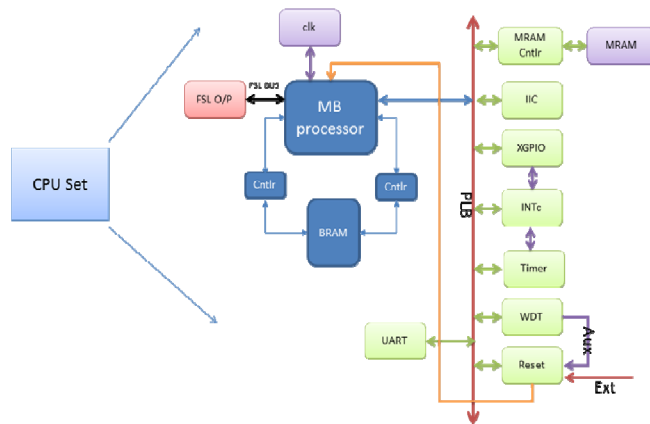 clk
MRAM
Cntlr
MRAM
FSL O/P
FSL BUS
MB
processor
IIC
XGPIO
CPU Set
Cntlr
Cntlr
PLB
INTc
BRAM
Timer
WDT
UART
Aux
Reset
Ext